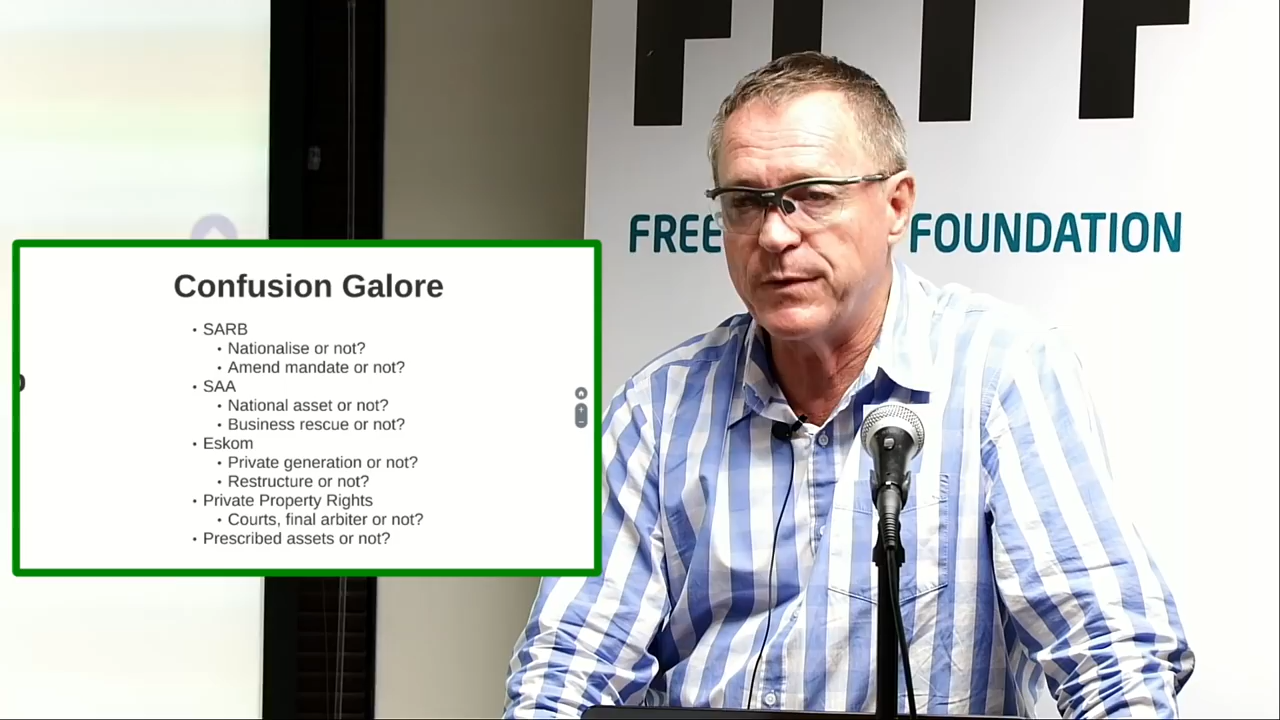 FREE FOUNDATION
Confusion Galore
• SARB
• Nationalise or not?
• Amend mandate or not?
• SAA
• National asset or not?
• Business rescue or not?
• Eskom
• Private generation or not?
• Restructure or not?
• Private Property Rights
• Courts, final arbiter or not?
• Prescribed assets or not?